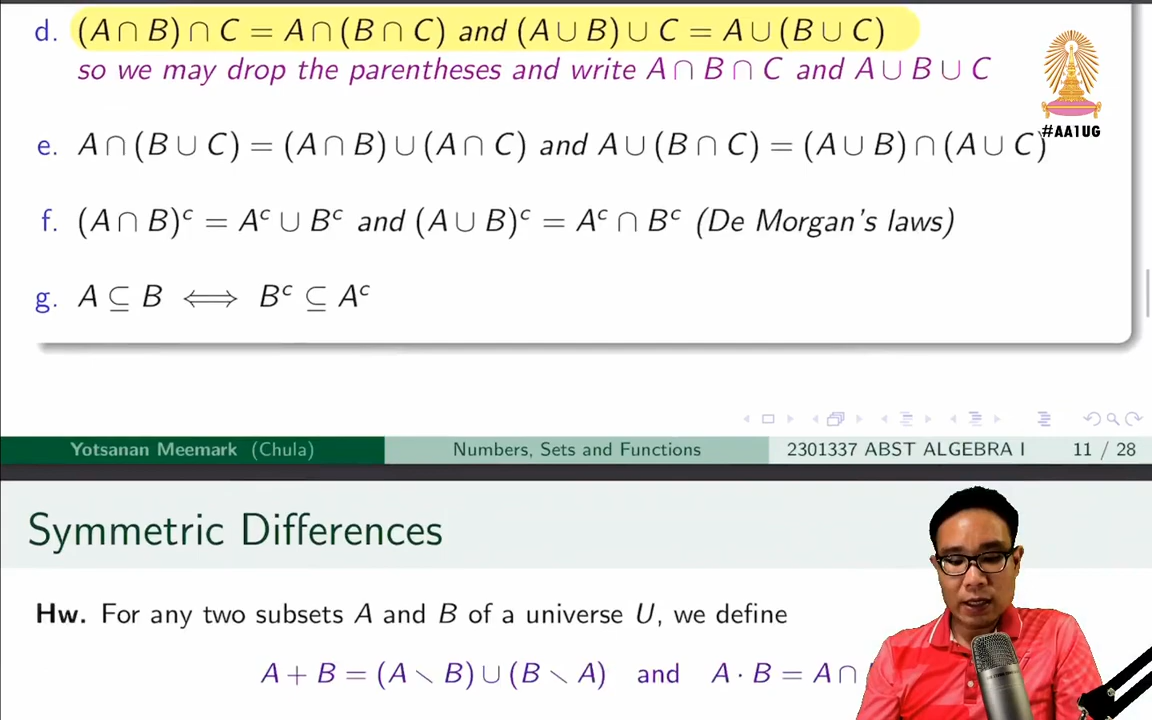 d. (A ∩ B) ∩ C = A ∩ (B ∩ C) and (A ∪ B) ∪ C = A ∪ (B ∪ C)
so we may drop the parentheses and write A ∩ B ∩ C and A ∪ B ∪ C
#AA1UG
e. A ∩ (B ∪ C) = (A ∩ B) ∪ (A ∩ C) and A ∪ (B ∩ C) = (A ∪ B) ∩ (A ∪ C)
f. (A ∩ B)ᶜ = Aᶜ ∪ Bᶜ and (A ∪ B)ᶜ = Aᶜ ∩ Bᶜ (De Morgan's laws)
g. A ⊆ B ⟺ Bᶜ ⊆ Aᶜ
Yotsanan Meemark (Chula) Numbers, Sets and Functions 2301337 ABST ALGEBRA I 11 / 28
Symmetric Differences
Hw. For any two subsets A and B of a universe U, we define
A + B = (A ∖ B) ∪ (B ∖ A) and A · B = A ∩